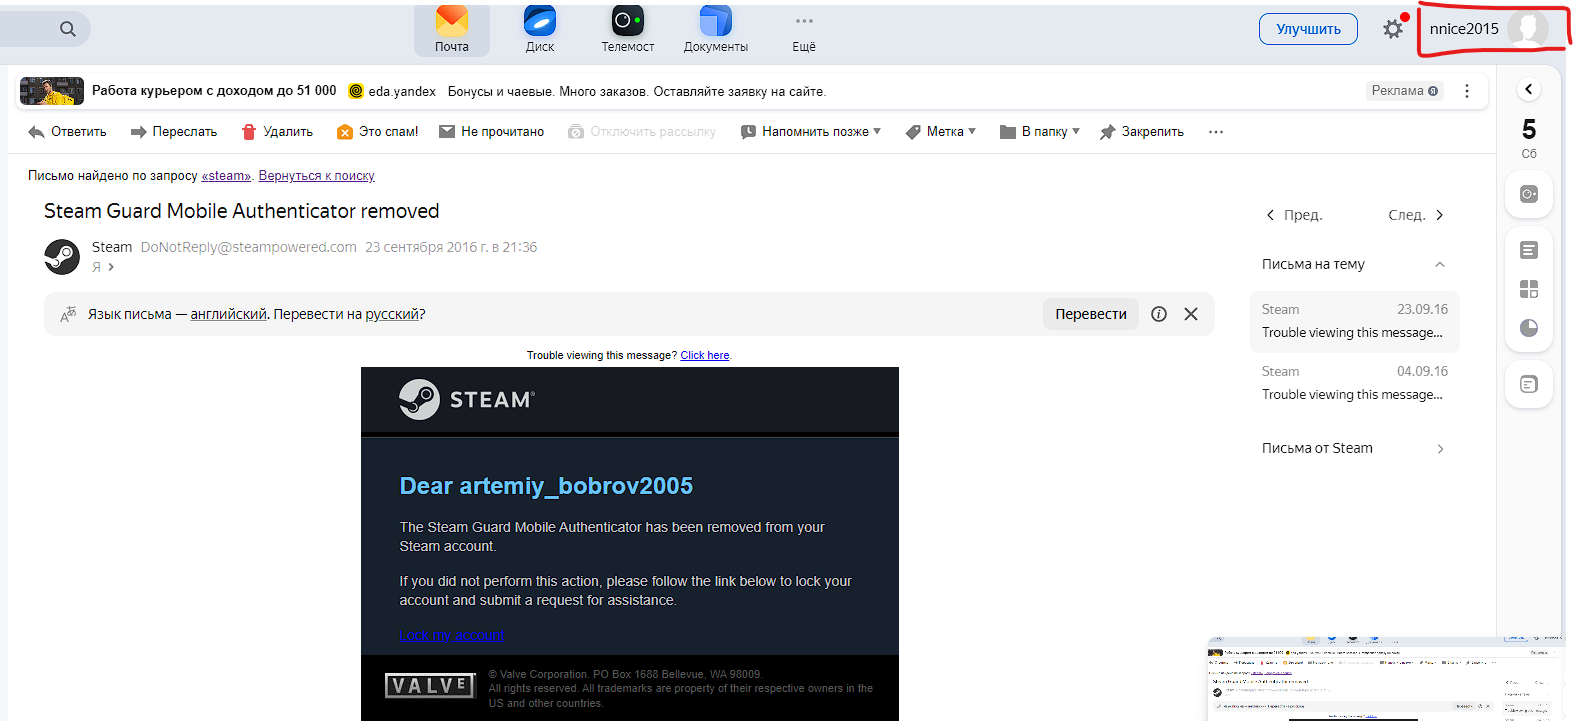 Почта
Диск
Телемост
Документы
Ещё
Улучшить
nnice2015
Работа курьером с доходом до 51 000
eda.yandex
Бонусы и чаевые. Много заказов. Оставляйте заявку на сайте.
Реклама
Ответить
Переслать
Удалить
Это спам!
Не прочитано
Отключить рассылку
Напомнить позже
Метка
В папку
Закрепить
5
Сб
Письмо найдено по запросу «steam». Вернуться к поиску
Steam Guard Mobile Authenticator removed
Пред.
След.
Steam DoNotReply@steampowered.com 23 сентября 2016 г. в 21:36
Я
Письма на тему
Язык письма — английский. Перевести на русский?
Перевести
Steam 23.09.16
Trouble viewing this message...
Steam 04.09.16
Trouble viewing this message...
Письма от Steam
Trouble viewing this message? Click here.
STEAM®
Dear artemiy_bobrov2005
The Steam Guard Mobile Authenticator has been removed from your
Steam account.
If you did not perform this action, please follow the link below to lock your
account and submit a request for assistance.
Lock my account
VALVE
© Valve Corporation. PO Box 1688 Bellevue, WA 98009.
All rights reserved. All trademarks are property of their respective owners in the
US and other countries.
Steam Guard Mobile Authenticator removed